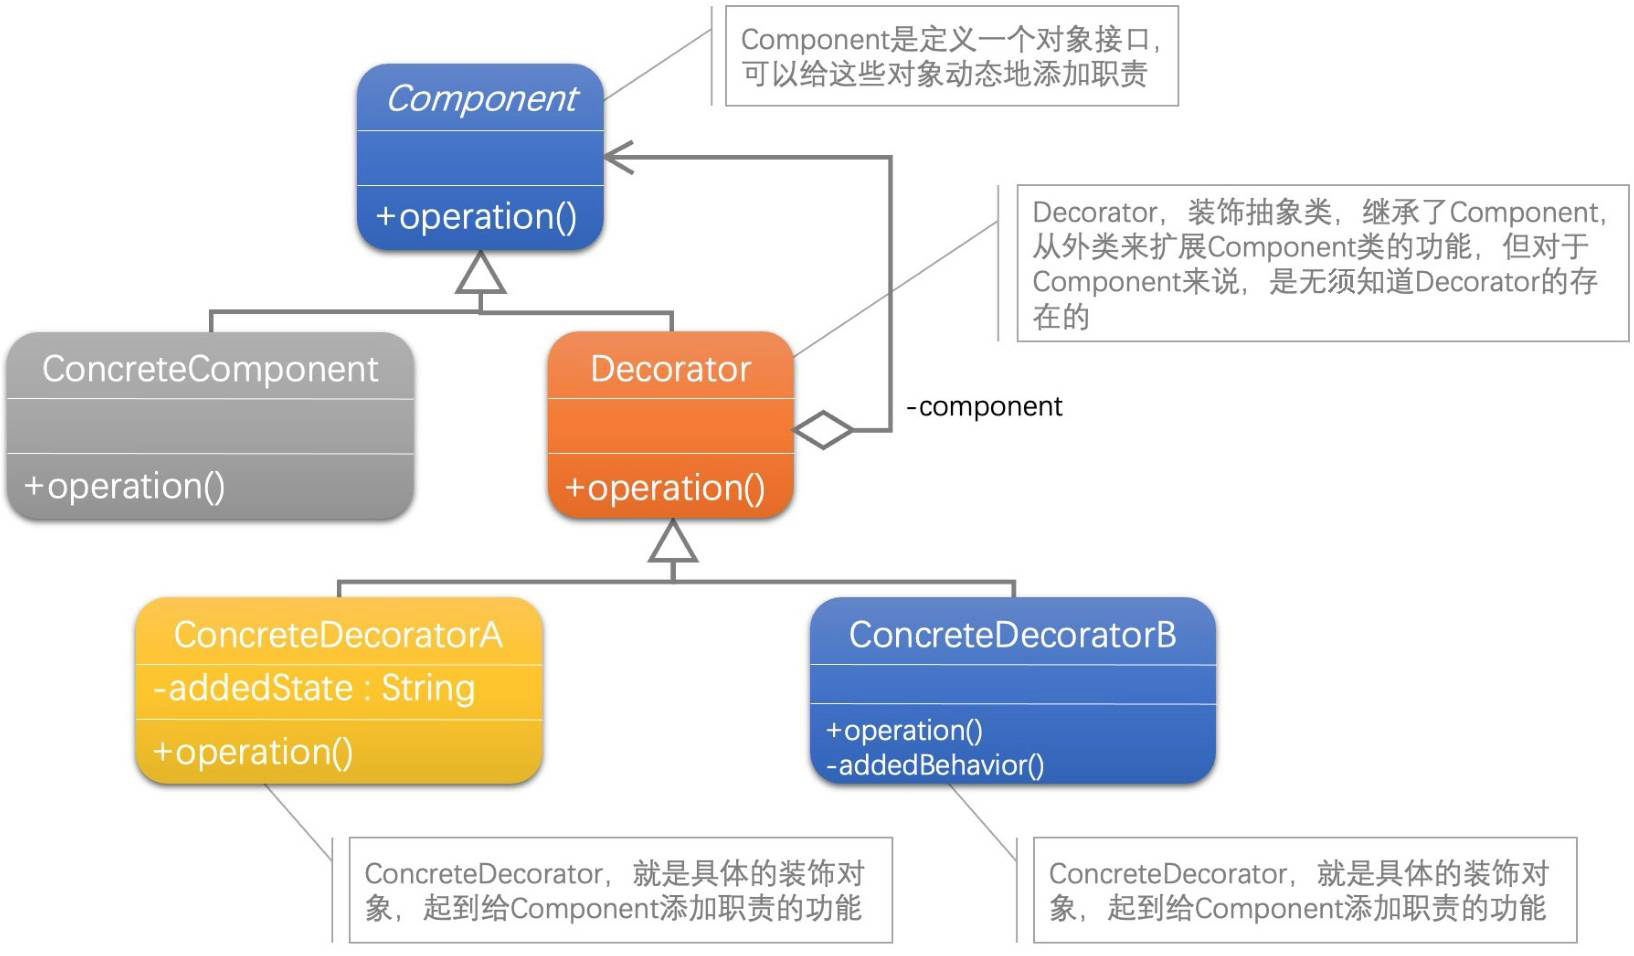 Component是定义一个对象接口，
可以给这些对象动态地添加职责
Component
+operation()
Decorator，装饰抽象类，继承了Component，
从外类来扩展Component类的功能，但对于
Component来说，是无须知道Decorator的存
在的
ConcreteComponent
+operation()
Decorator
+operation()
-component
ConcreteDecoratorA
-addedState : String
+operation()
ConcreteDecoratorB
+operation()
-addedBehavior()
ConcreteDecorator，就是具体的装饰对
象，起到给Component添加职责的功能
ConcreteDecorator，就是具体的装饰对
象，起到给Component添加职责的功能